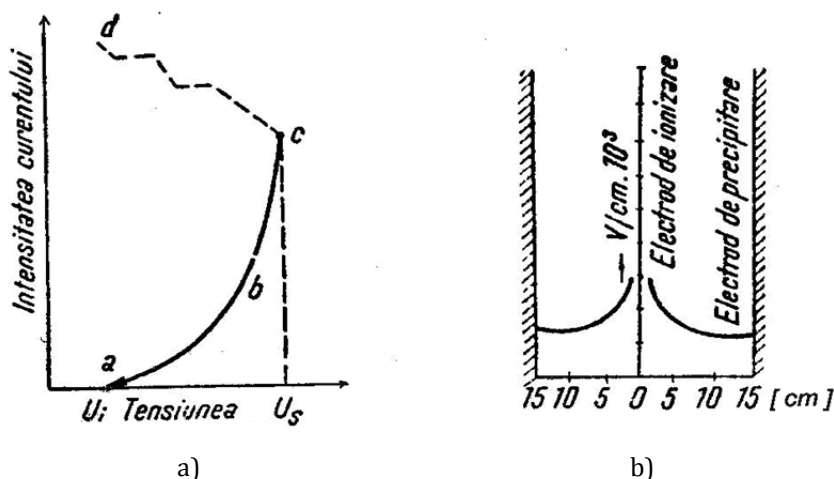 d
c
b
a
Intensitatea curentului
Uᵢ Tensiunea Uₛ
a)
V/cm.10³
Electrod de ionizare
Electrod de precipitare
15 10 5 0 5 10 15 [cm]
b)